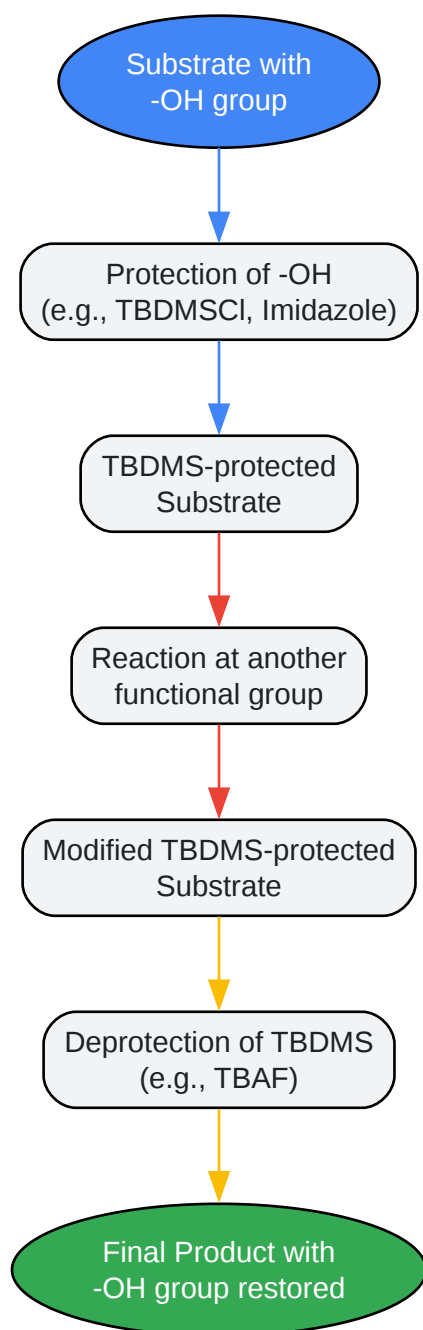 Substrate with
-OH group
Protection of -OH
(e.g., TBDMSCl, Imidazole)
TBDMS-protected
Substrate
Reaction at another
functional group
Modified TBDMS-protected
Substrate
Deprotection of TBDMS
(e.g., TBAF)
Final Product with
-OH group restored